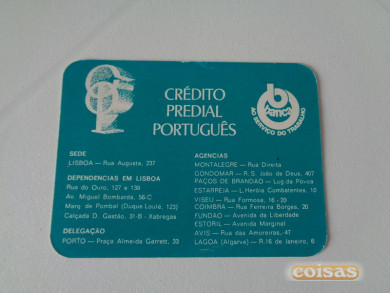 CRÉDITO
PREDIAL
PORTUGUÊS
b
banca
AO SERVIÇO DO TRABALHO
SEDE
LISBOA — Rua Augusta, 237
DEPENDENCIAS EM LISBOA
Rua do Ouro, 127 e 139
Av. Miguel Bombarda, 56-C
Marq. de Pombal (Duque Loulé, 123)
Calçada D. Gastão, 31-B - Xabregas
DELEGAÇÃO
PORTO — Praça Almeida Garrett, 33
AGENCIAS
MONTALEGRE — Rua Direita
GONDOMAR — R. S. João de Deus, 407
PAÇOS DE BRANDÃO — Lug. da Póvoa
ESTARREJA — L. Heróis Combatentes, 10
VISEU — Rua Formosa, 16 - 20
COIMBRA — Rua Ferreira Borges, 20
FUNDÃO — Avenida da Liberdade
ESTORIL — Avenida Marginal
AVIS — Rua das Amoreiras, 47
LAGOA (Algarve) — R. 16 de Janeiro, 6
coisas